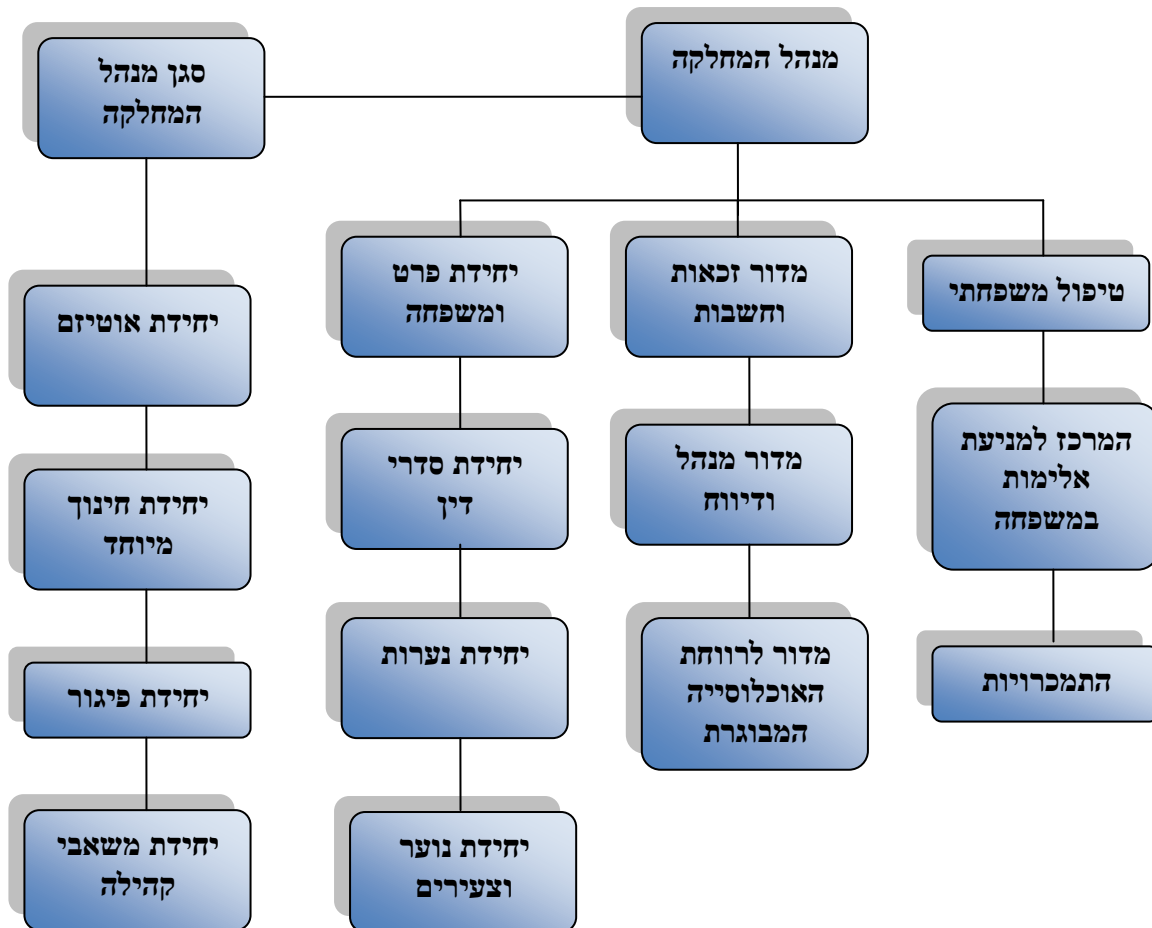 מנהל המחלקה
סגן מנהל
המחלקה
טיפול משפחתי
המרכז למניעת
אלימות
במשפחה
התמכרויות
מדור זכאות
וחשבות
מדור מנהל
ודיווח
מדור לרווחת
האוכלוסייה
המבוגרת
יחידת פרט
ומשפחה
יחידת סדרי
דין
יחידת נערות
יחידת נוער
וצעירים
יחידת אוטיזם
יחידת חינוך
מיוחד
יחידת פיגור
יחידת משאבי
קהילה